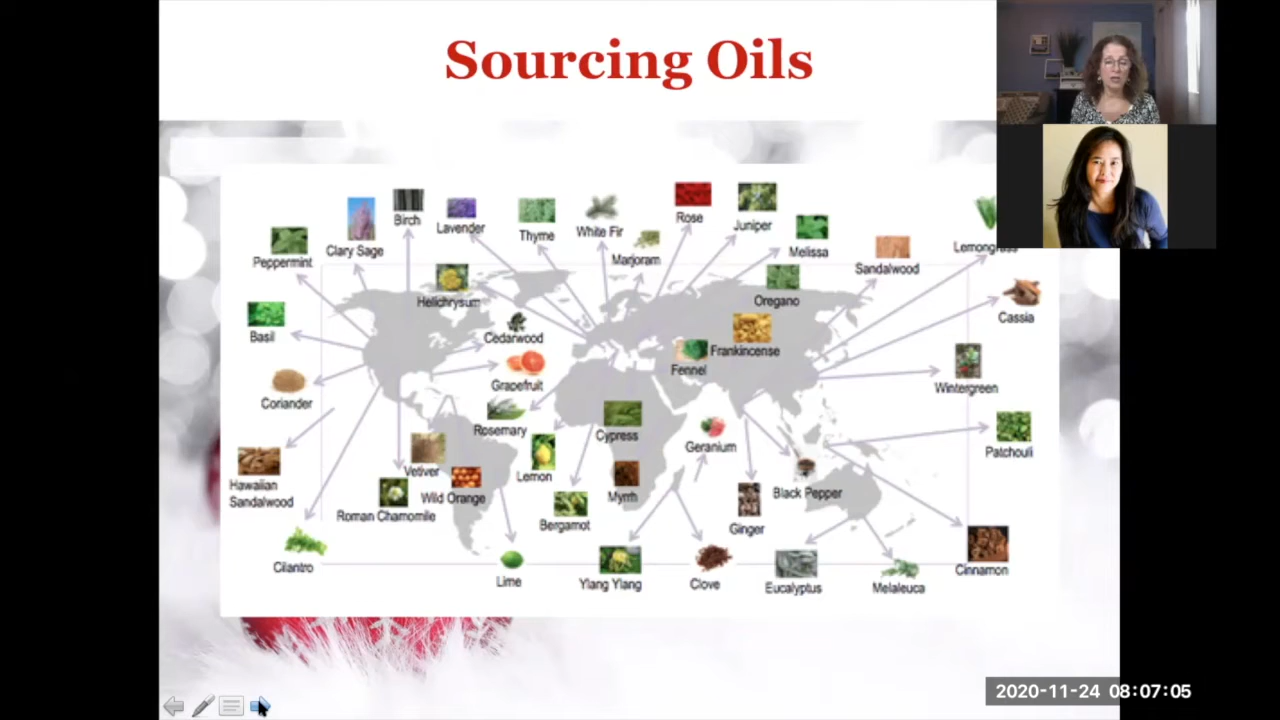 Sourcing Oils
Birch
Lavender
Thyme
White Fir
Rose
Juniper
Clary Sage
Peppermint
Marjoram
Melissa
Sandalwood
Lemongrass
Helichrysum
Oregano
Cassia
Basil
Cedarwood
Frankincense
Fennel
Grapefruit
Wintergreen
Coriander
Rosemary
Cypress
Geranium
Patchouli
Vetiver
Lemon
Hawaiian
Sandalwood
Wild Orange
Myrrh
Black Pepper
Roman Chamomile
Bergamot
Ginger
Cilantro
Lime
Ylang Ylang
Clove
Eucalyptus
Melaleuca
Cinnamon
2020-11-24 08:07:05